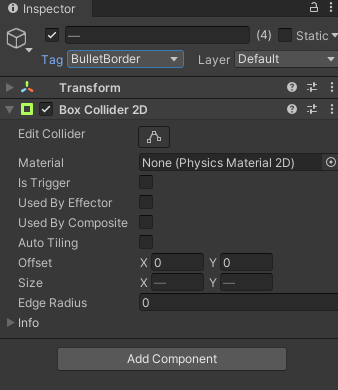 Inspector
— (4) Static
Tag BulletBorder Layer Default
Transform
Box Collider 2D
Edit Collider
Material None (Physics Material 2D)
Is Trigger
Used By Effector
Used By Composite
Auto Tiling
Offset X 0 Y 0
Size X — Y —
Edge Radius 0
Info
Add Component